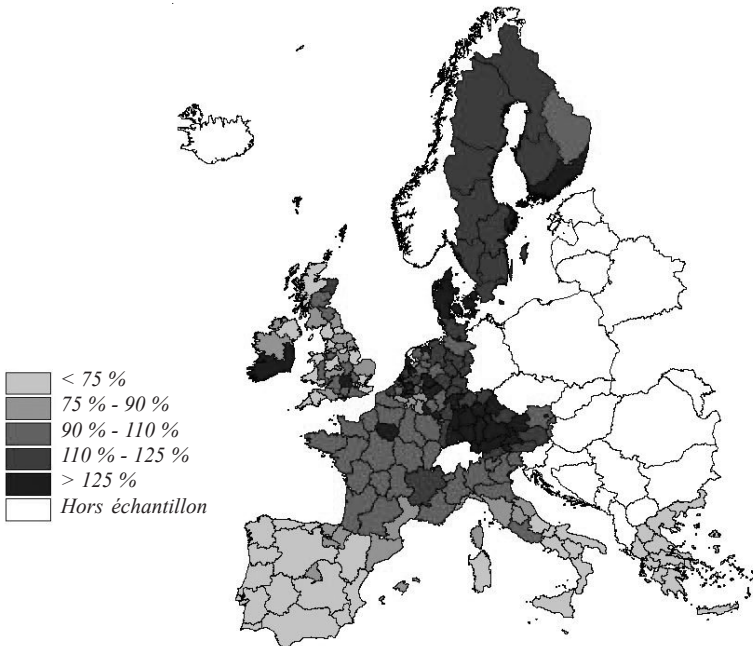 < 75 %
75 % - 90 %
90 % - 110 %
110 % - 125 %
> 125 %
Hors échantillon